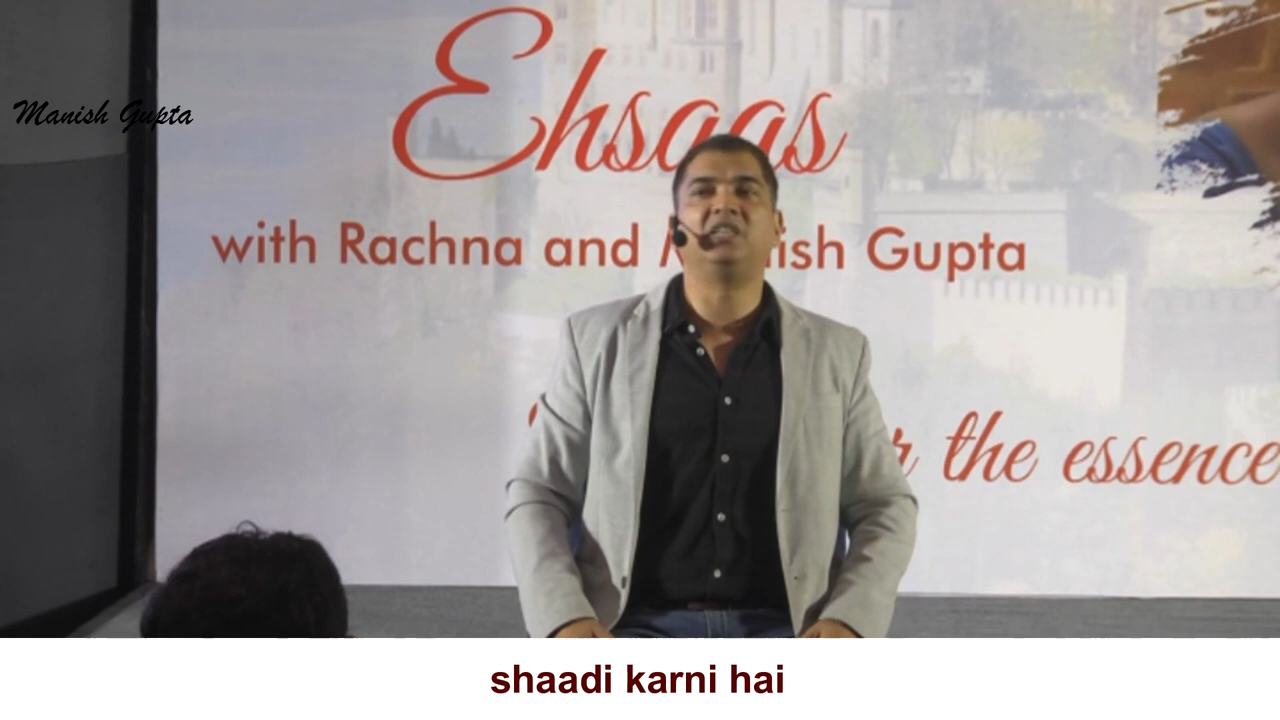 Manish Gupta
Ehsaas
with Rachna and Gupta
the essence
shaadi karni hai